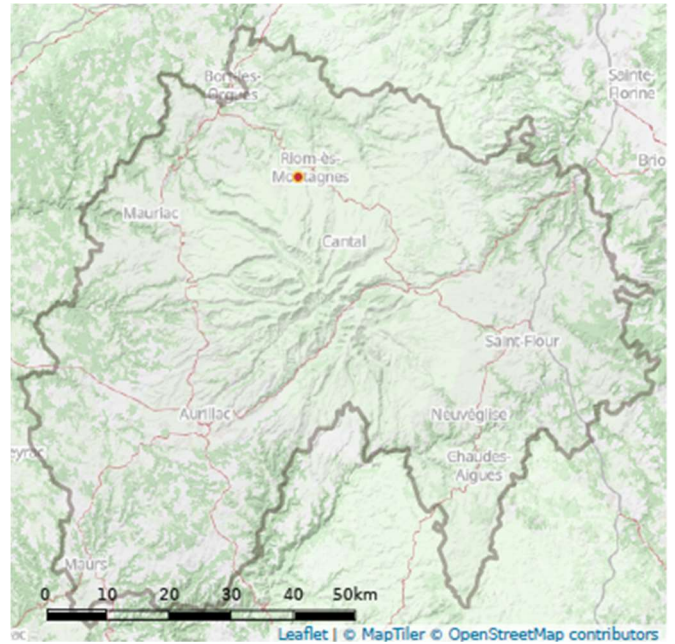 Bort-les-
Orgues
Sainte-
Florine
Riom-ès-
Montagnes
Brio
Mauriac
Cantal
Saint-Flour
Aurillac
Neuvéglise
eyrac
Chaudes-
Aigues
Maurs
0 10 20 30 40 50km
Leaflet | © MapTiler © OpenStreetMap contributors